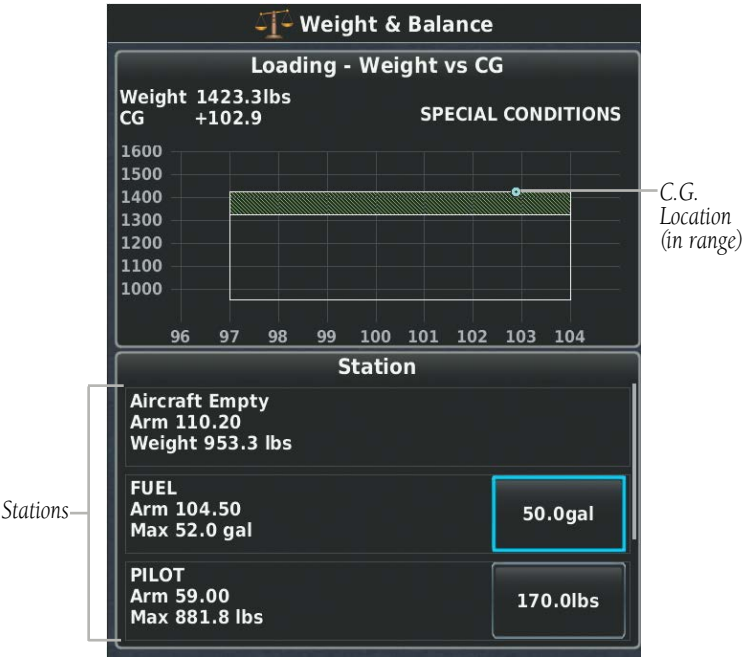 Weight & Balance
Loading - Weight vs CG
Weight 1423.3lbs
CG +102.9
SPECIAL CONDITIONS
1600
1500
1400
1300
1200
1100
1000
96 97 98 99 100 101 102 103 104
C.G.
Location
(in range)
Station
Stations
Aircraft Empty
Arm 110.20
Weight 953.3 lbs
FUEL
Arm 104.50
Max 52.0 gal
50.0gal
PILOT
Arm 59.00
Max 881.8 lbs
170.0lbs